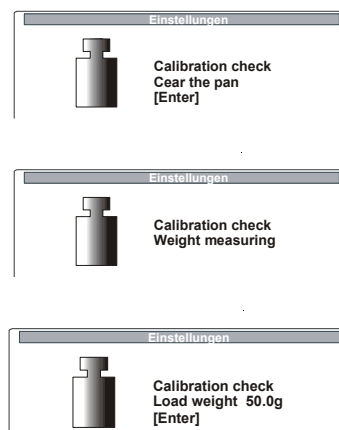 Einstellungen
Calibration check
Cear the pan
[Enter]
Einstellungen
Calibration check
Weight measuring
Einstellungen
Calibration check
Load weight 50.0g
[Enter]